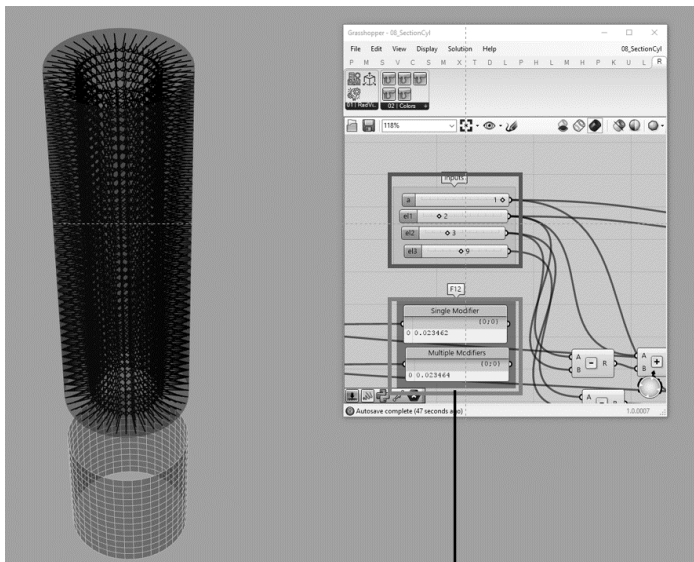 Grasshopper - 08_SectionCyl
File Edit View Display Solution Help 08_SectionCyl
P M S V C S M X T D L P H L M H P K U L R
02 | Colors +
118%
Inputs
a 1
el1 2
el2 3
el3 9
F12
Single Modifier
{0;0}
0 0.023462
Multiple Modifiers
{0;0}
0 0.023464
A = R
B
A +
B
A
Autosave complete (47 seconds ago) 1.0.0007